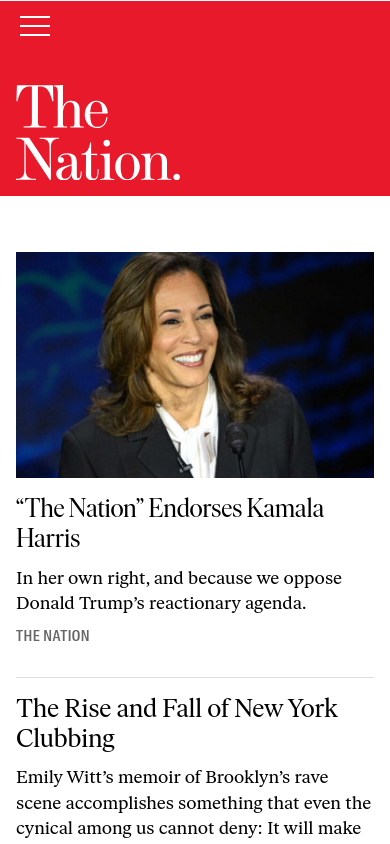 The
Nation.
“The Nation” Endorses Kamala
Harris
In her own right, and because we oppose
Donald Trump’s reactionary agenda.
THE NATION
The Rise and Fall of New York
Clubbing
Emily Witt’s memoir of Brooklyn’s rave
scene accomplishes something that even the
cynical among us cannot deny: It will make